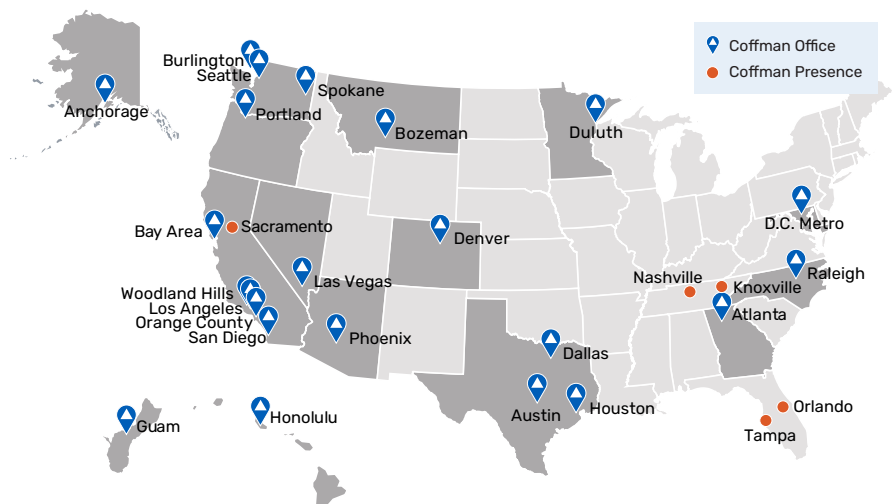 Coffman Office
Coffman Presence
Burlington
Seattle
Spokane
Anchorage
Portland
Bozeman
Duluth
Bay Area
Sacramento
Denver
D.C. Metro
Las Vegas
Nashville
Knoxville
Raleigh
Woodland Hills
Los Angeles
Orange County
San Diego
Phoenix
Atlanta
Dallas
Austin
Houston
Orlando
Tampa
Guam
Honolulu